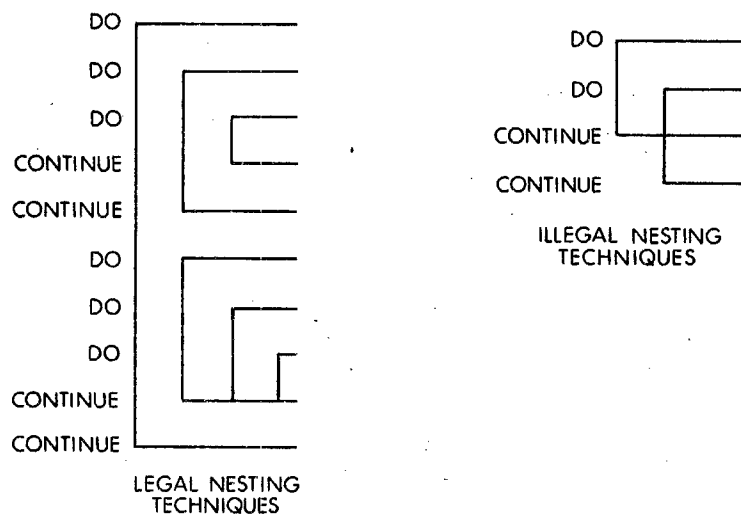 DO
DO
DO
CONTINUE
CONTINUE
DO
DO
DO
CONTINUE
CONTINUE
LEGAL NESTING
TECHNIQUES
DO
DO
CONTINUE
CONTINUE
ILLEGAL NESTING
TECHNIQUES